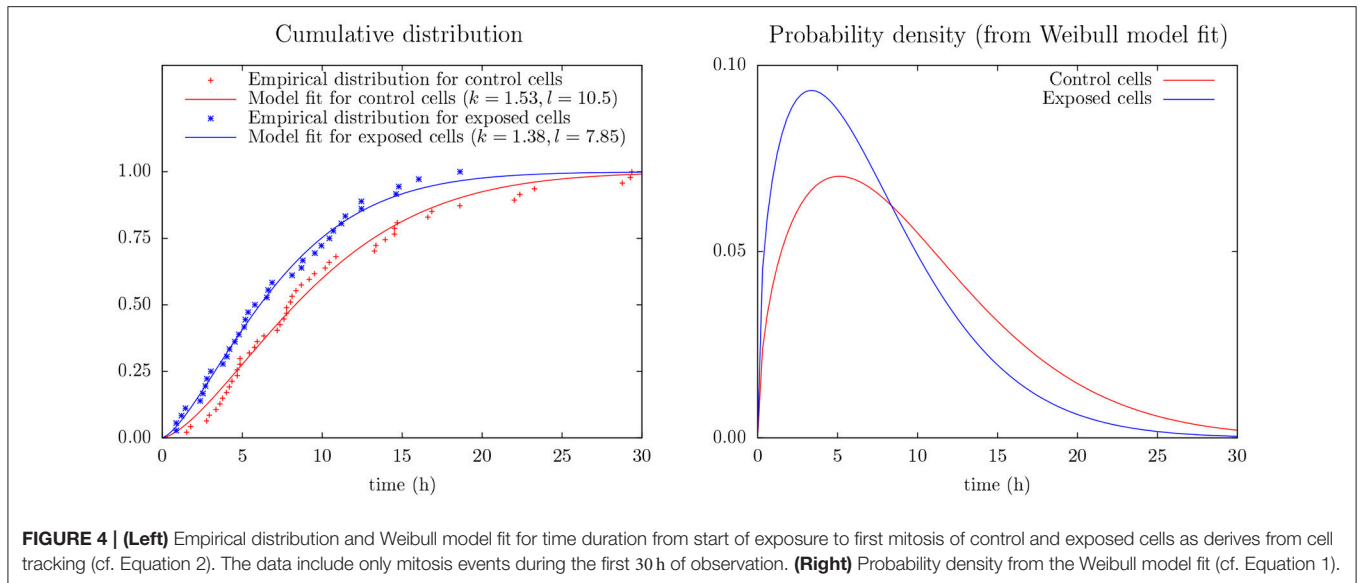 Cumulative distribution
Empirical distribution for control cells
Model fit for control cells (k = 1.53, l = 10.5)
Empirical distribution for exposed cells
Model fit for exposed cells (k = 1.38, l = 7.85)
1.00
0.75
0.50
0.25
0.00
0 5 10 15 20 25 30
time (h)
Probability density (from Weibull model fit)
0.10
Control cells
Exposed cells
0.05
0.00
0 5 10 15 20 25 30
time (h)
FIGURE 4 | (Left) Empirical distribution and Weibull model fit for time duration from start of exposure to first mitosis of control and exposed cells as derives from cell
tracking (cf. Equation 2). The data include only mitosis events during the first 30 h of observation. (Right) Probability density from the Weibull model fit (cf. Equation 1).